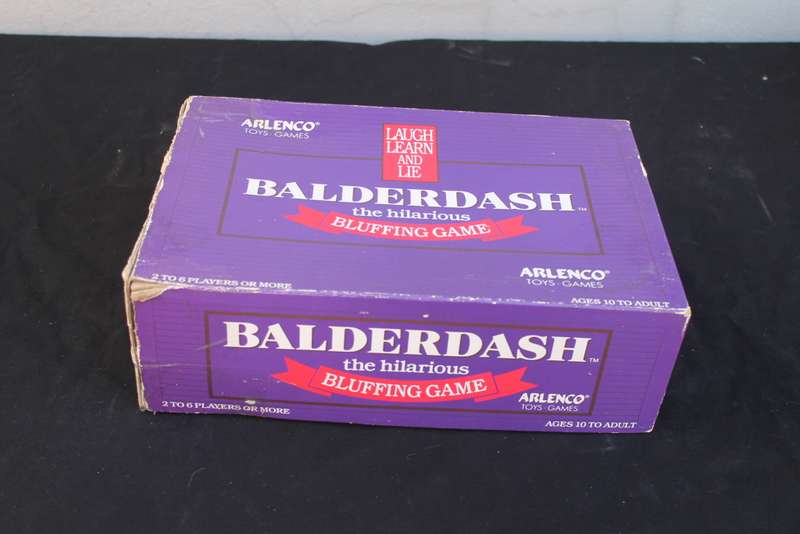 ARLENCO®
TOYS·GAMES
LAUGH
LEARN
AND
LIE
BALDERDASH™
the hilarious
BLUFFING GAME
ARLENCO®
TOYS·GAMES
2 TO 6 PLAYERS OR MORE
AGES 10 TO ADULT
BALDERDASH™
the hilarious
BLUFFING GAME
ARLENCO®
TOYS·GAMES
2 TO 6 PLAYERS OR MORE
AGES 10 TO ADULT